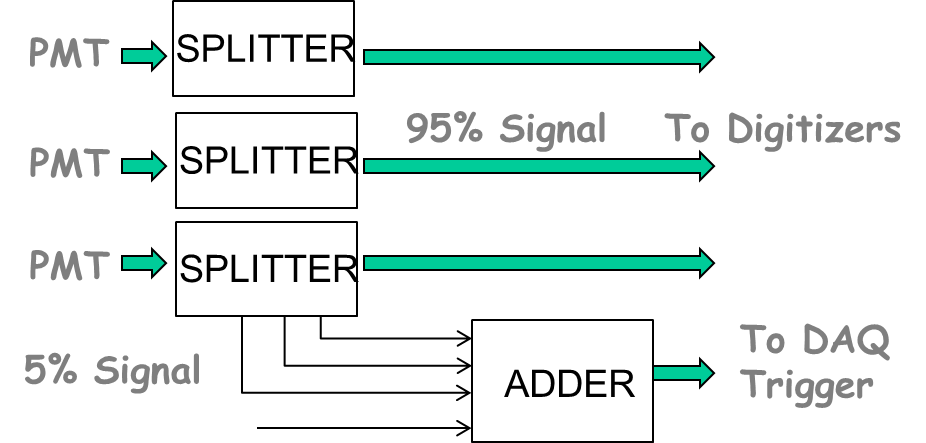 PMT SPLITTER
95% Signal To Digitizers
PMT SPLITTER
PMT SPLITTER
5% Signal
ADDER
To DAQ
Trigger